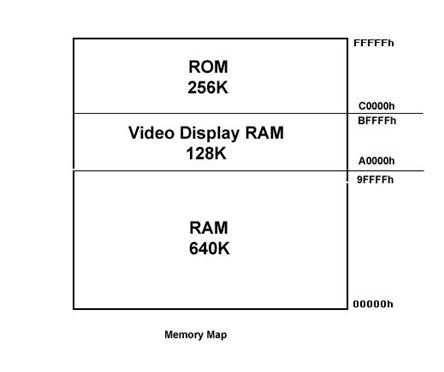 FFFFFh
ROM
256K
C0000h
BFFFFh
Video Display RAM
128K
A0000h
9FFFFh
RAM
640K
00000h
Memory Map